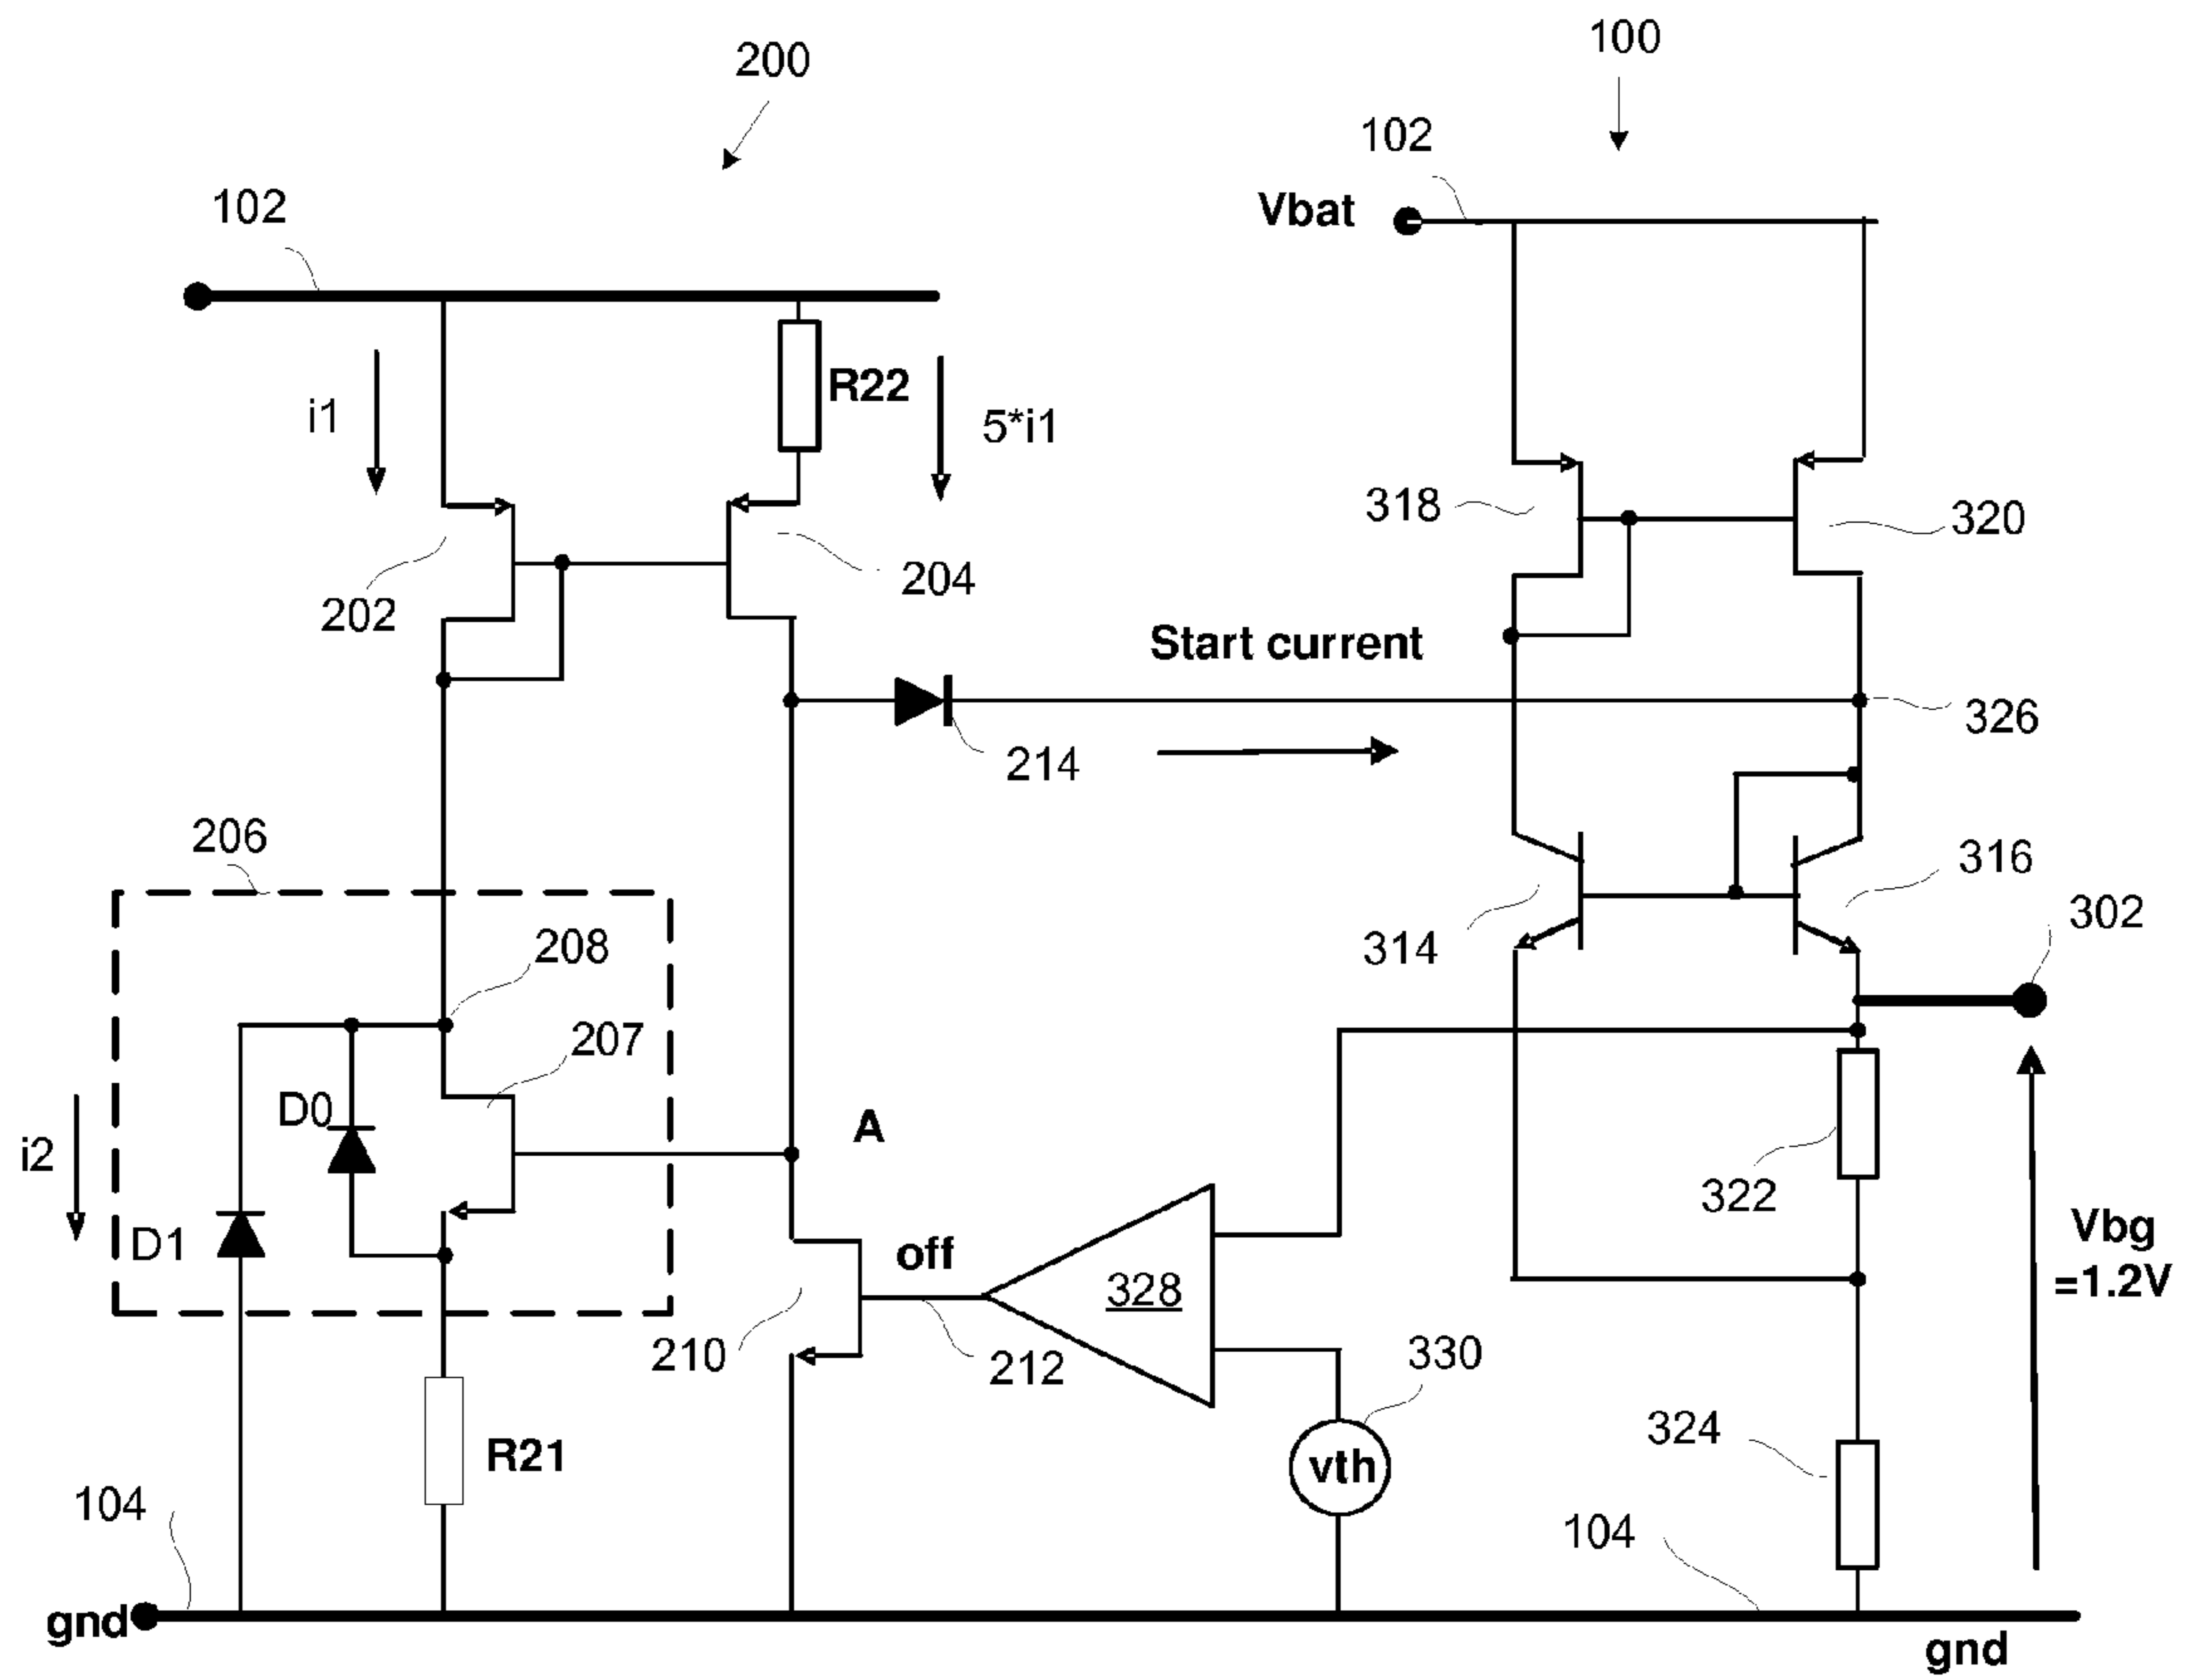 200
100
102
Vbat
102
R22
i1
5*i1
318
320
202
204
Start current
326
214
206
316
302
208
314
207
D0
A
i2
D1
322
off
328
Vbg
=1.2V
210
212
330
R21
vth
324
104
104
gnd
gnd